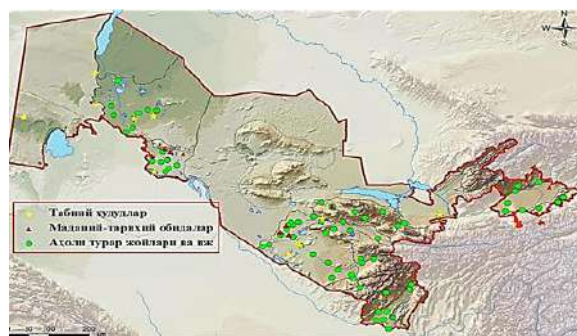 N
W
E
S
Табиий худудлар
Маданий-тарихий обидалар
Аҳоли турар жойлари ва вж